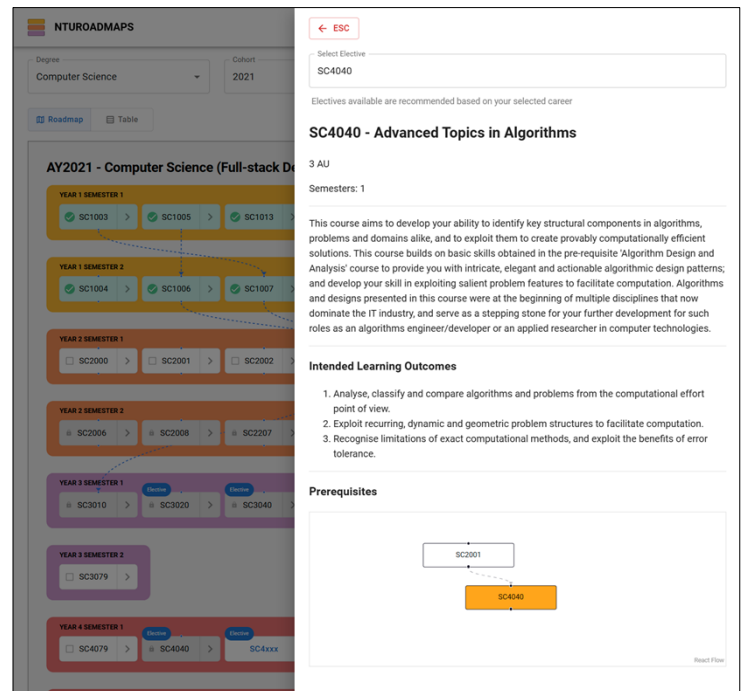 NTUROADMAPS
Degree
Computer Science
Cohort
2021
Roadmap
Table
AY2021 - Computer Science (Full-stack De
YEAR 1 SEMESTER 1
SC1003
SC1005
SC1013
YEAR 1 SEMESTER 2
SC1004
SC1006
SC1007
YEAR 2 SEMESTER 1
SC2000
SC2001
SC2002
YEAR 2 SEMESTER 2
SC2006
SC2008
SC2207
YEAR 3 SEMESTER 1
Elective
Elective
SC3010
SC3020
SC3040
YEAR 3 SEMESTER 2
SC3079
YEAR 4 SEMESTER 1
Elective
Elective
SC4079
SC4040
SC4xxx
← ESC
Select Elective
SC4040
Electives available are recommended based on your selected career
SC4040 - Advanced Topics in Algorithms
3 AU
Semesters: 1
This course aims to develop your ability to identify key structural components in algorithms,
problems and domains alike, and to exploit them to create provably computationally efficient
solutions. This course builds on basic skills obtained in the pre-requisite 'Algorithm Design and
Analysis' course to provide you with intricate, elegant and actionable algorithmic design patterns;
and develop your skill in exploiting salient problem features to facilitate computation. Algorithms
and designs presented in this course were at the beginning of multiple disciplines that now
dominate the IT industry, and serve as a stepping stone for your further development for such
roles as an algorithms engineer/developer or an applied researcher in computer technologies.
Intended Learning Outcomes
1. Analyse, classify and compare algorithms and problems from the computational effort
point of view.
2. Exploit recurring, dynamic and geometric problem structures to facilitate computation.
3. Recognise limitations of exact computational methods, and exploit the benefits of error
tolerance.
Prerequisites
SC2001
SC4040
React Flow